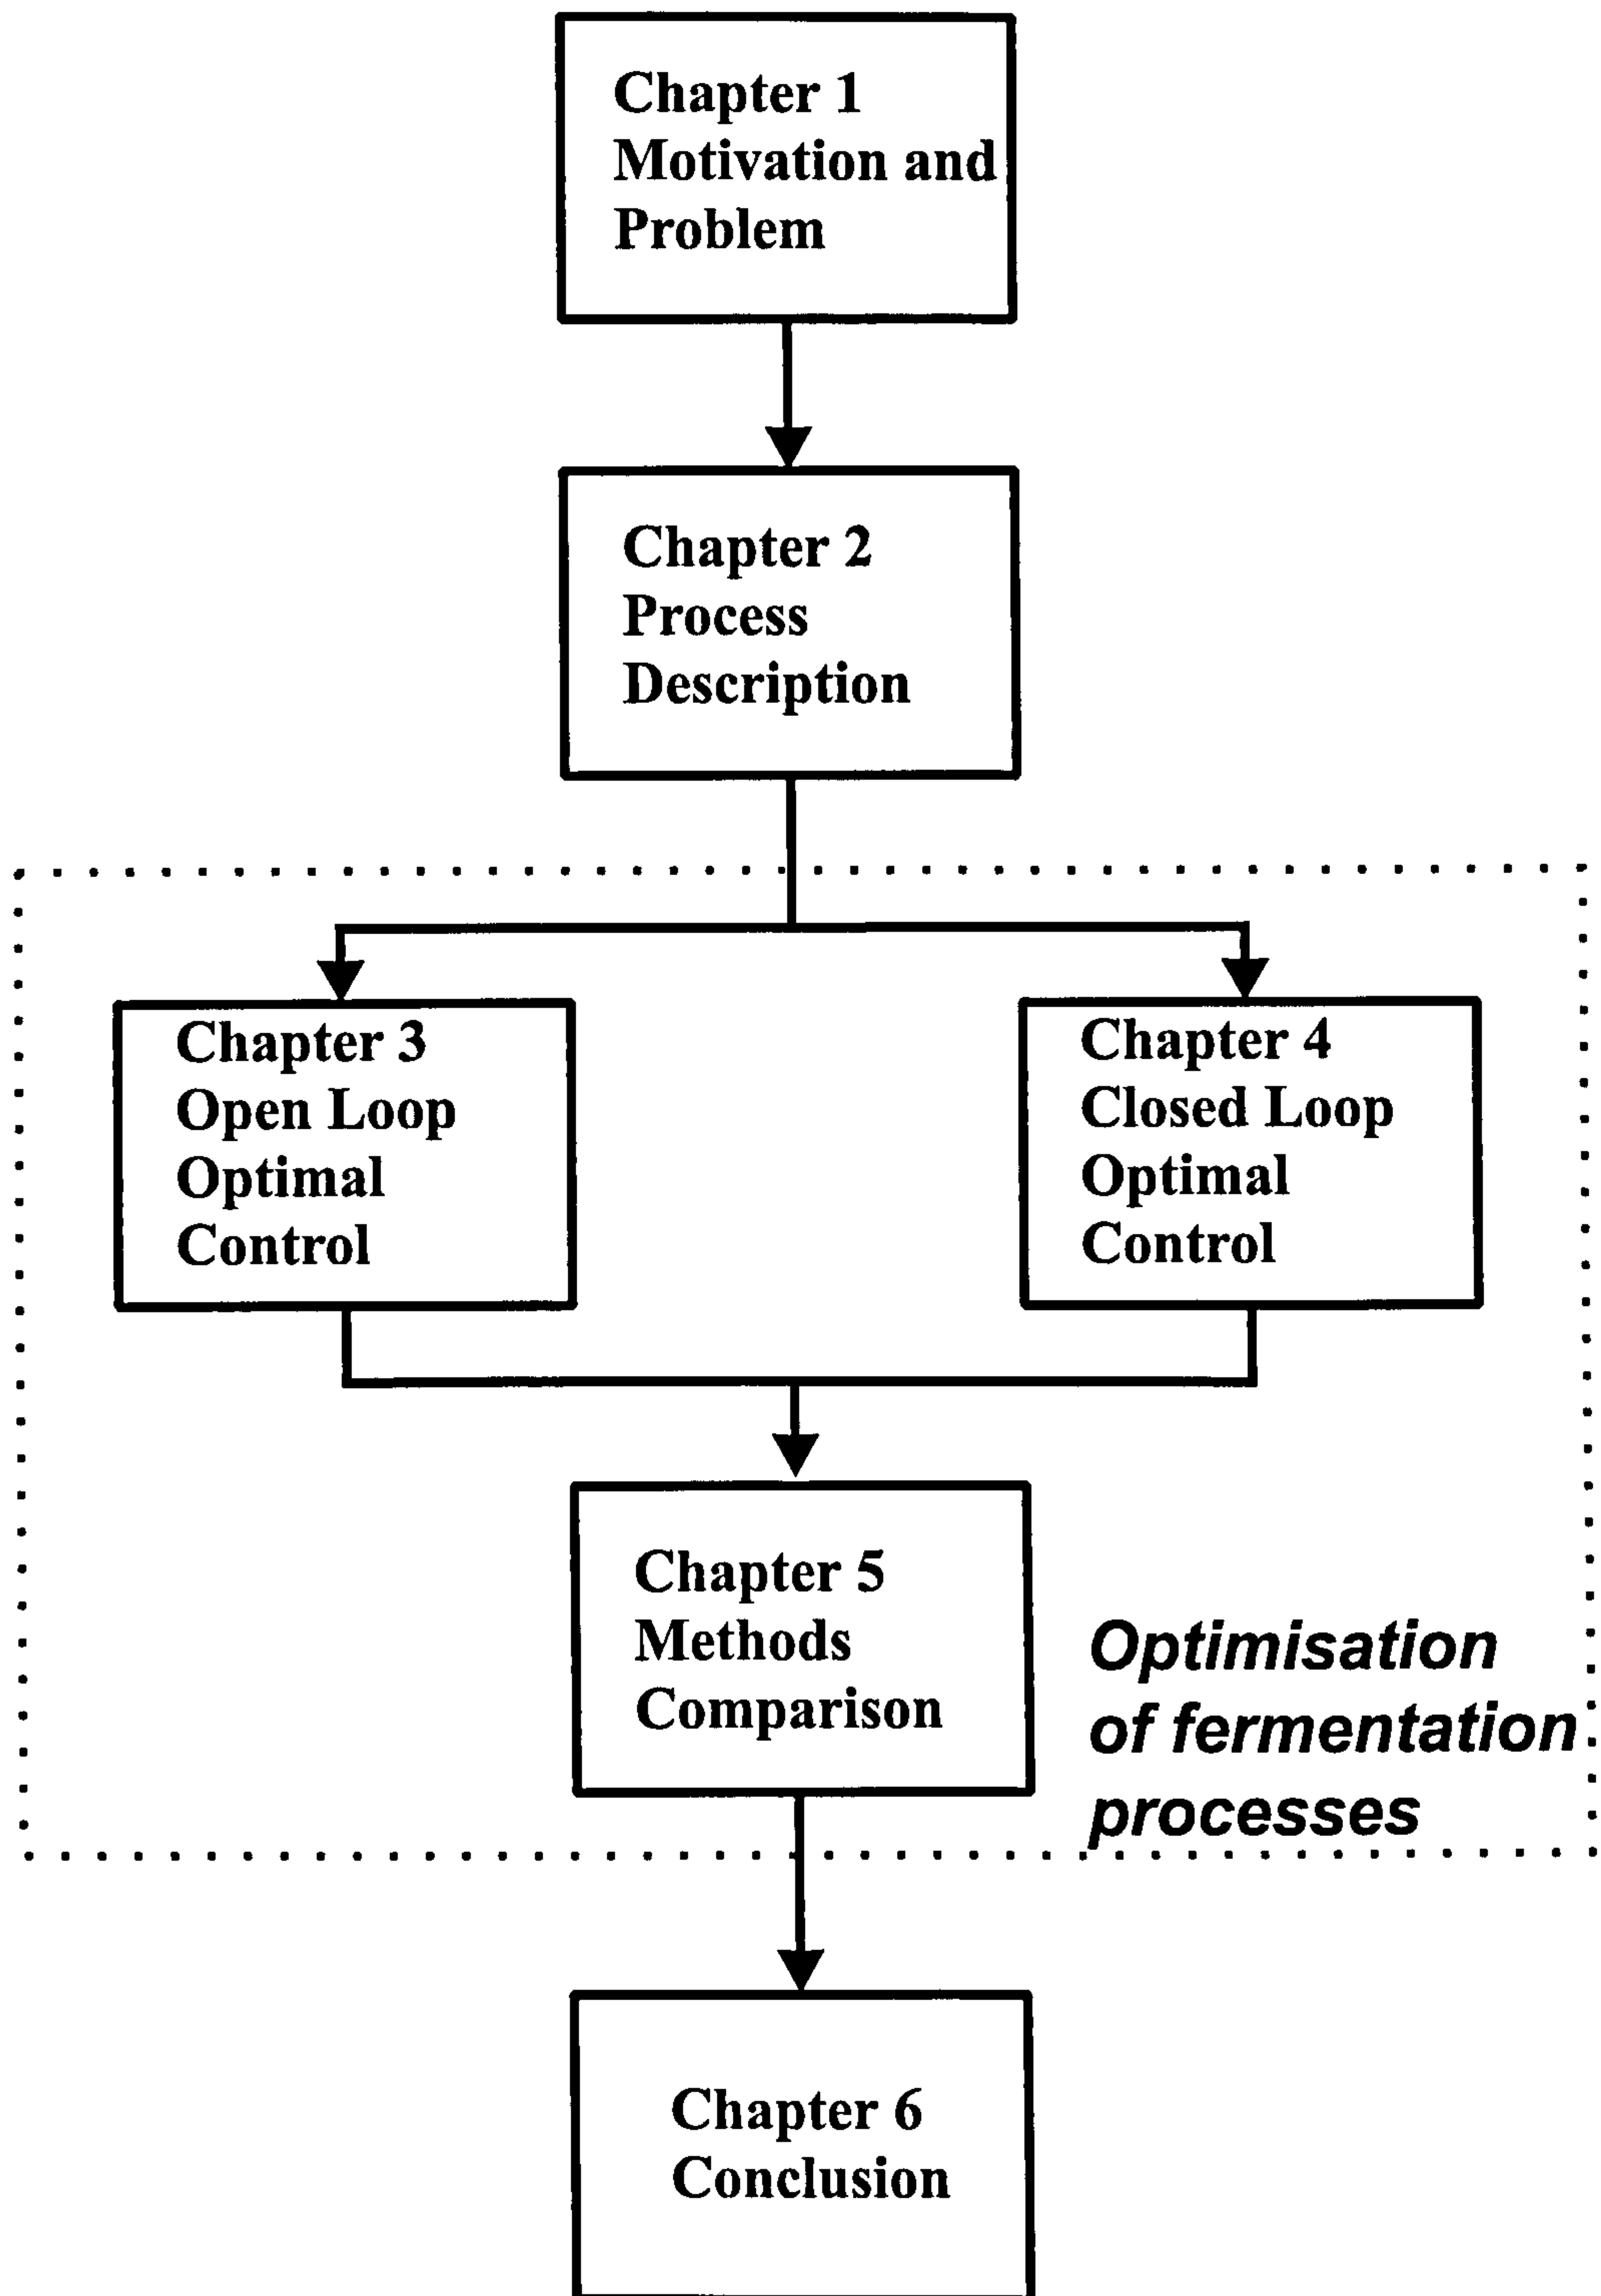 Chapter 1
Motivation and
Problem
Chapter 2
Process
Description
Chapter 3
Open Loop
Optimal
Control
Chapter 4
Closed Loop
Optimal
Control
Chapter 5
Methods
Comparison
Optimisation
of fermentation
processes
Chapter 6
Conclusion